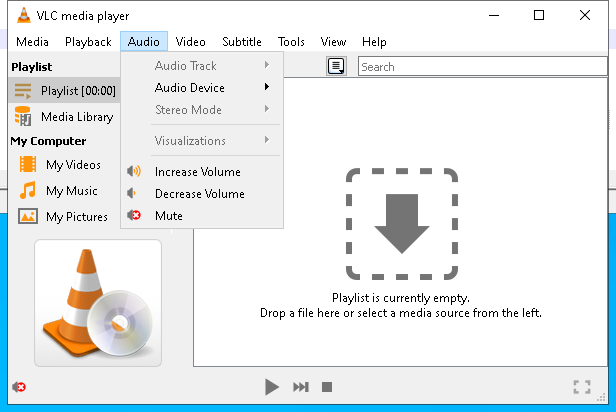 VLC media player
Media Playback Audio Video Subtitle Tools View Help
Playlist
Playlist [00:00]
Media Library
My Computer
My Videos
My Music
My Pictures
Audio Track
Audio Device
Stereo Mode
Visualizations
Increase Volume
Decrease Volume
Mute
Search
Playlist is currently empty.
Drop a file here or select a media source from the left.